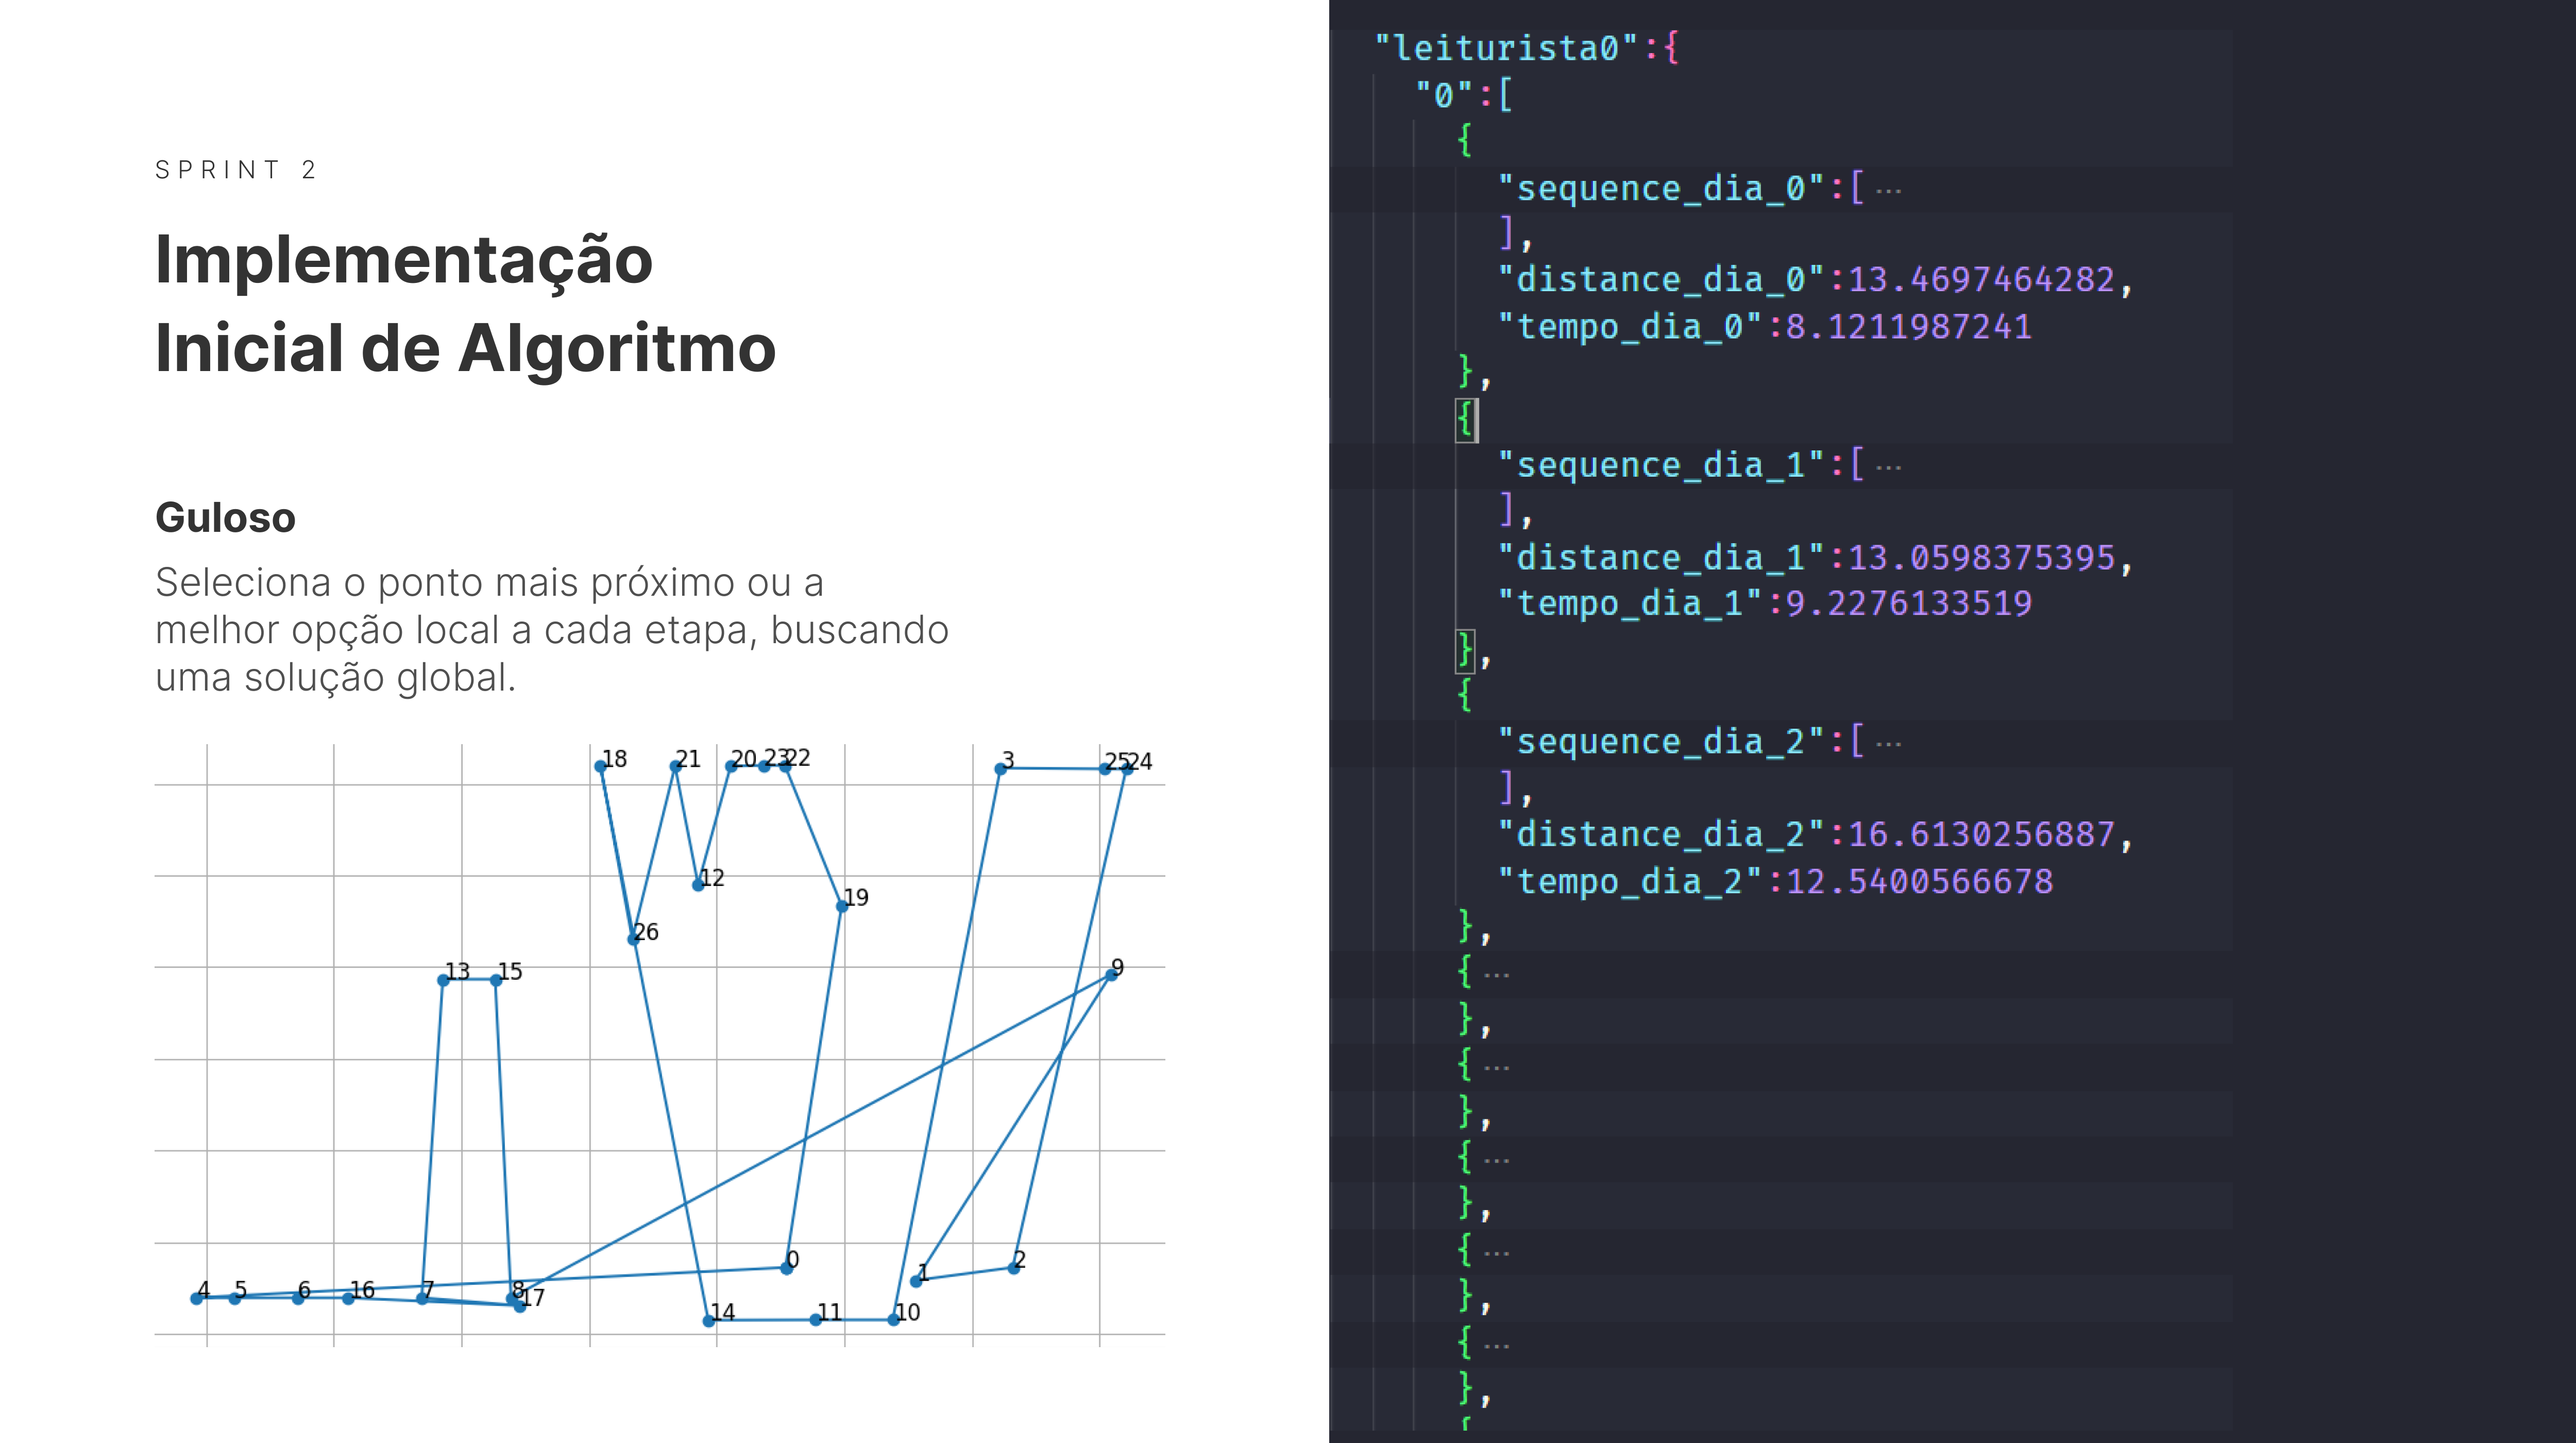 SPRINT 2
Implementação
Inicial de Algoritmo
Guloso
Seleciona o ponto mais próximo ou a
melhor opção local a cada etapa, buscando
uma solução global.
18 21 20 23 22 3 25 24
12
19
26
13 15 9
0 2
1
4 5 6 16 7 8
17
14 11 10
"leiturista0":{
"0":[
{
"sequence_dia_0":[ ...
],
"distance_dia_0":13.4697464282,
"tempo_dia_0":8.1211987241
},
{
"sequence_dia_1":[ ...
],
"distance_dia_1":13.0598375395,
"tempo_dia_1":9.2276133519
},
{
"sequence_dia_2":[ ...
],
"distance_dia_2":16.6130256887,
"tempo_dia_2":12.5400566678
},
{ ...
},
{ ...
},
{ ...
},
{ ...
},
{ ...
},
{